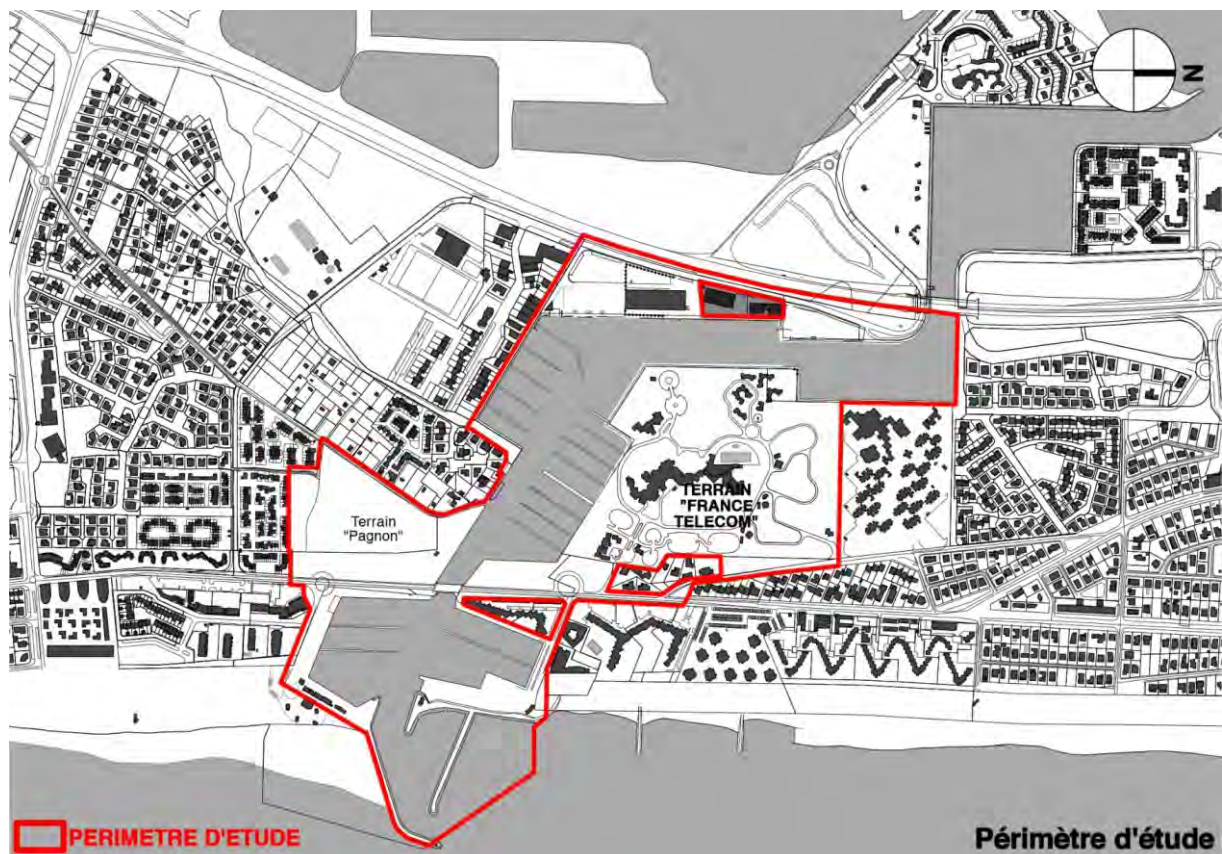 N
Terrain
"Pagnon"
TERRAIN
"FRANCE
TELECOM"
PERIMETRE D'ETUDE
Périmètre d'étude